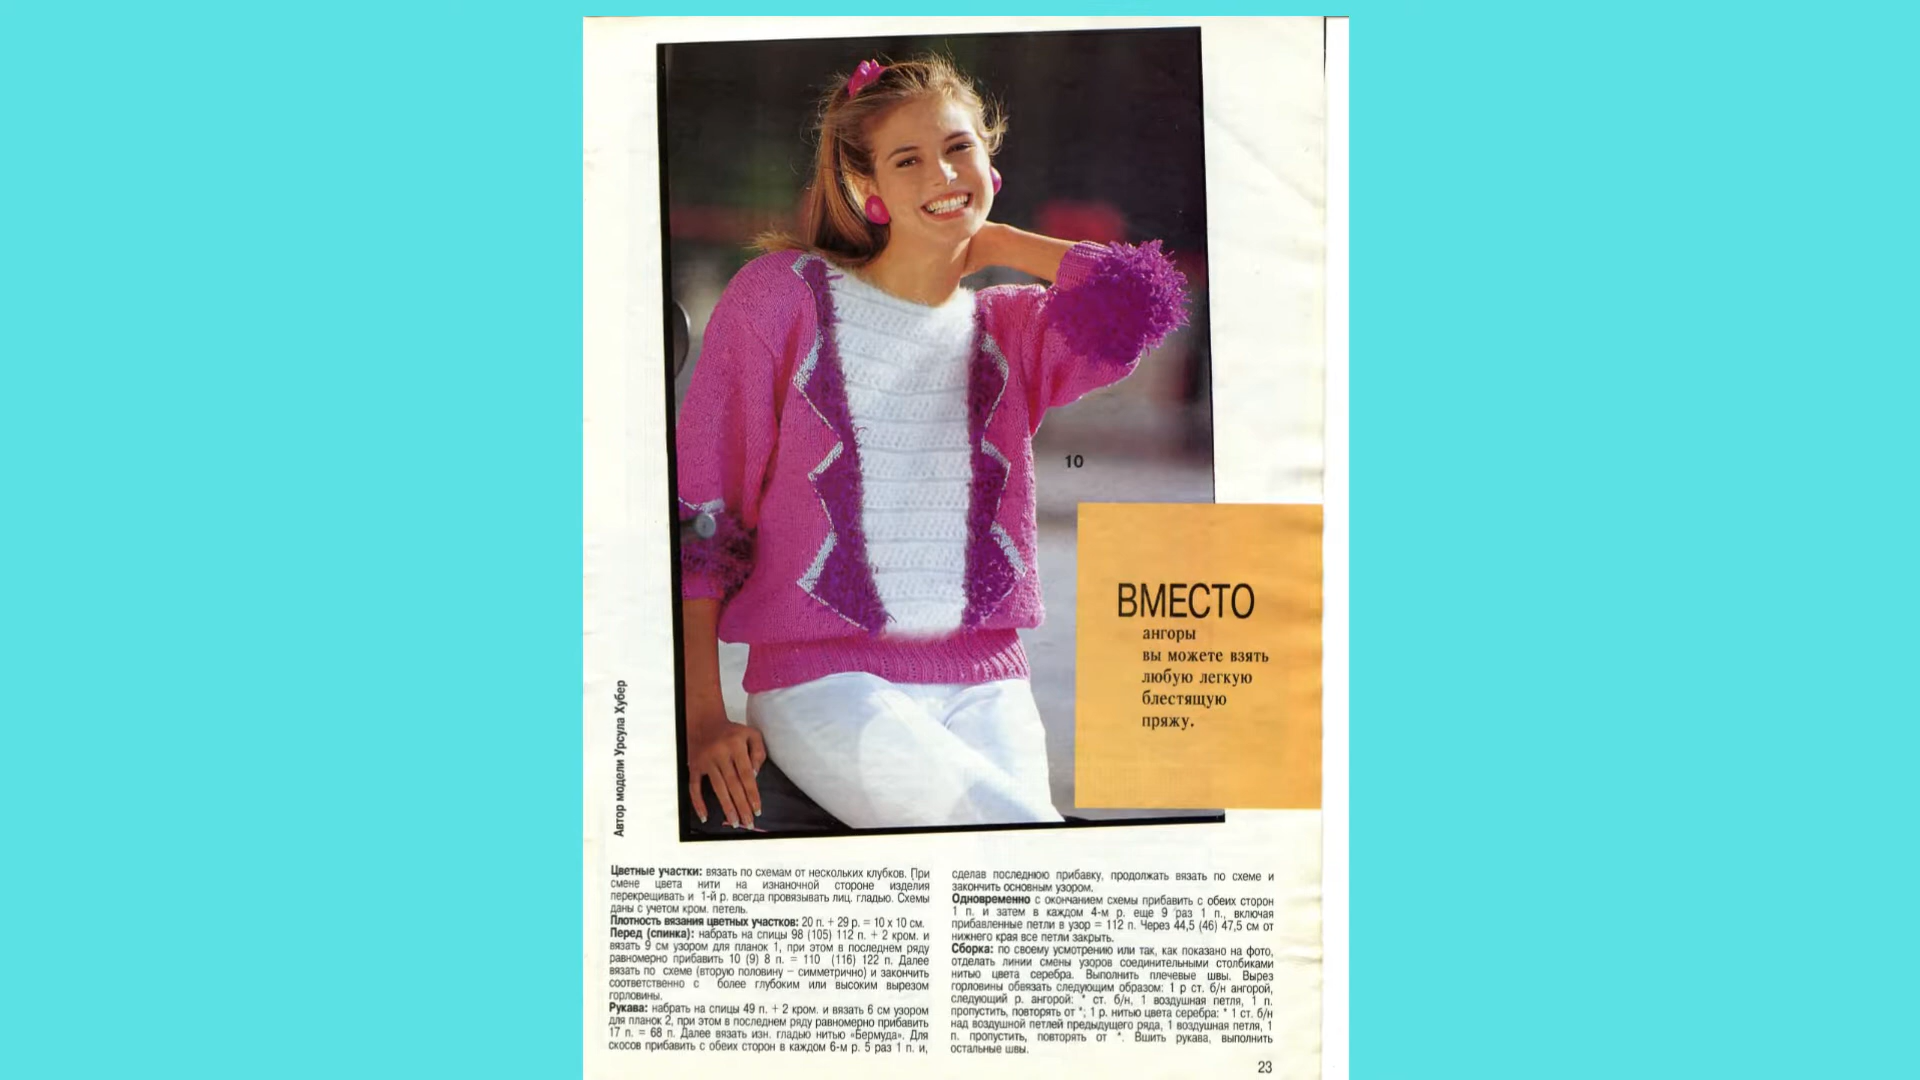 10
ВМЕСТО
ангоры
вы можете взять
любую легкую
блестящую
пряжу.
Автор модели Урсула Хубер
Цветные участки: вязать по схемам от нескольких клубков. При
смене цвета нити на изнаночной стороне изделия
перекрещивать и 1-й р. всегда провязывать лиц. гладью. Схемы
даны с учетом кром. петель.
Плотность вязания цветных участков: 20 п. + 29 р. = 10 х 10 см.
Перед (спинка): набрать на спицы 98 (105) 112 п. + 2 кром. и
вязать 9 см узором для планок 1, при этом в последнем ряду
равномерно прибавить 10 (9) 8 п. = 110 (116) 122 п. Далее
вязать по схеме (вторую половину – симметрично) и закончить
соответственно с более глубоким или высоким вырезом
горловины.
Рукава: набрать на спицы 49 п. + 2 кром. и вязать 6 см узором
для планок 2, при этом в последнем ряду равномерно прибавить
17 п. = 68 п. Далее вязать изн. гладью нитью «Бермуда». Для
скосов прибавить с обеих сторон в каждом 6-м р. 5 раз 1 п. и,
сделав последнюю прибавку, продолжать вязать по схеме и
закончить основным узором.
Одновременно с окончанием схемы прибавить с обеих сторон
1 п. и затем в каждом 4-м р. еще 9 раз 1 п., включая
прибавленные петли в узор = 112 п. Через 44,5 (46) 47,5 см от
нижнего края все петли закрыть.
Сборка: по своему усмотрению или так, как показано на фото,
отделать линии смены узоров соединительными столбиками
нитью цвета серебра. Выполнить плечевые швы. Вырез
горловины обвязать следующим образом: 1 р ст. б/н ангорой,
следующий р. ангорой: * ст. б/н, 1 воздушная петля, 1 п.
пропустить, повторять от *; 1 р. нитью цвета серебра: * 1 ст. б/н
над воздушной петлей предыдущего ряда, 1 воздушная петля, 1
п. пропустить, повторять от *. Вшить рукава, выполнить
остальные швы.
23